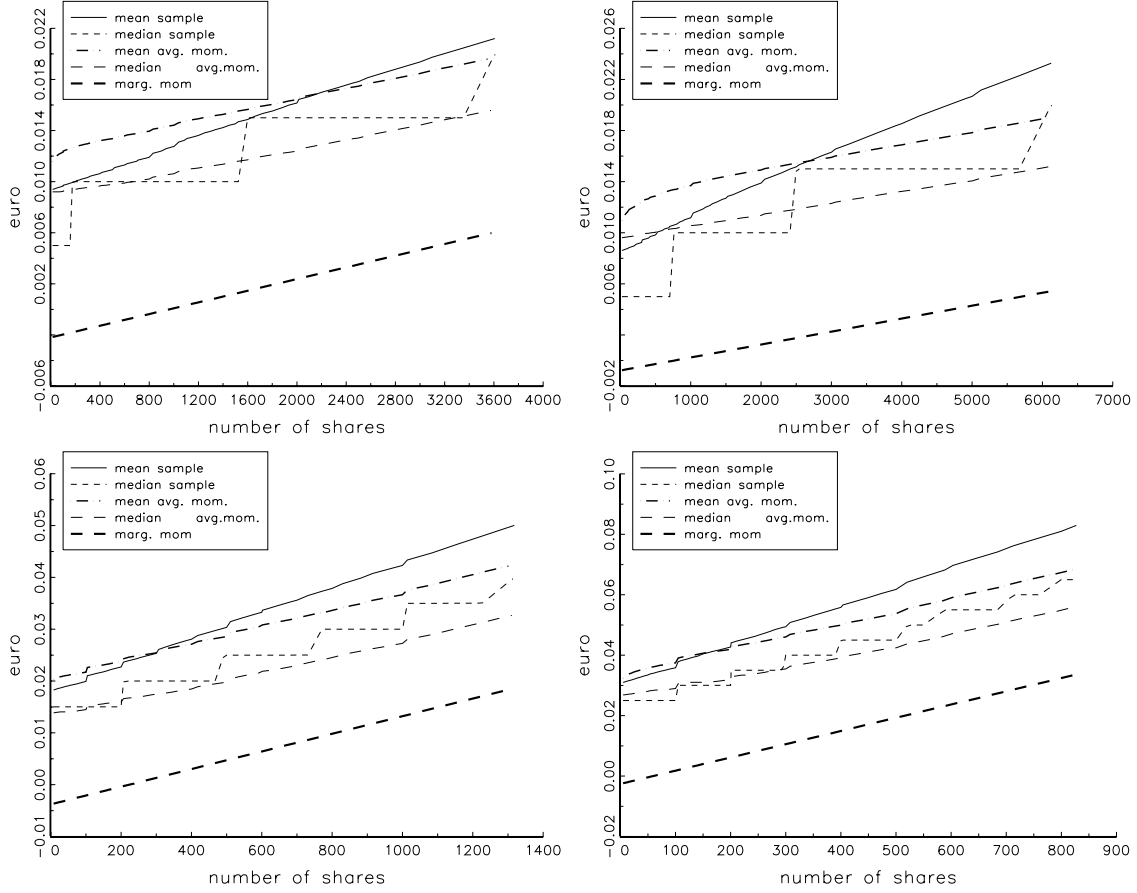 mean sample
median sample
mean avg. mom.
median avg.mom.
marg. mom
euro
0.022
0.018
0.014
0.010
0.006
0.002
−0.006
0 400 800 1200 1600 2000 2400 2800 3200 3600 4000
number of shares
mean sample
median sample
mean avg. mom.
median avg.mom.
marg. mom
euro
0.026
0.022
0.018
0.014
0.010
0.006
−0.002
0 1000 2000 3000 4000 5000 6000 7000
number of shares
mean sample
median sample
mean avg. mom.
median avg.mom.
marg. mom
euro
0.06
0.05
0.04
0.03
0.02
0.01
0.00
−0.01
0 200 400 600 800 1000 1200 1400
number of shares
mean sample
median sample
mean avg. mom.
median avg.mom.
marg. mom
euro
0.10
0.08
0.06
0.04
0.02
0.00
−0.02
0 100 200 300 400 500 600 700 800 900
number of shares